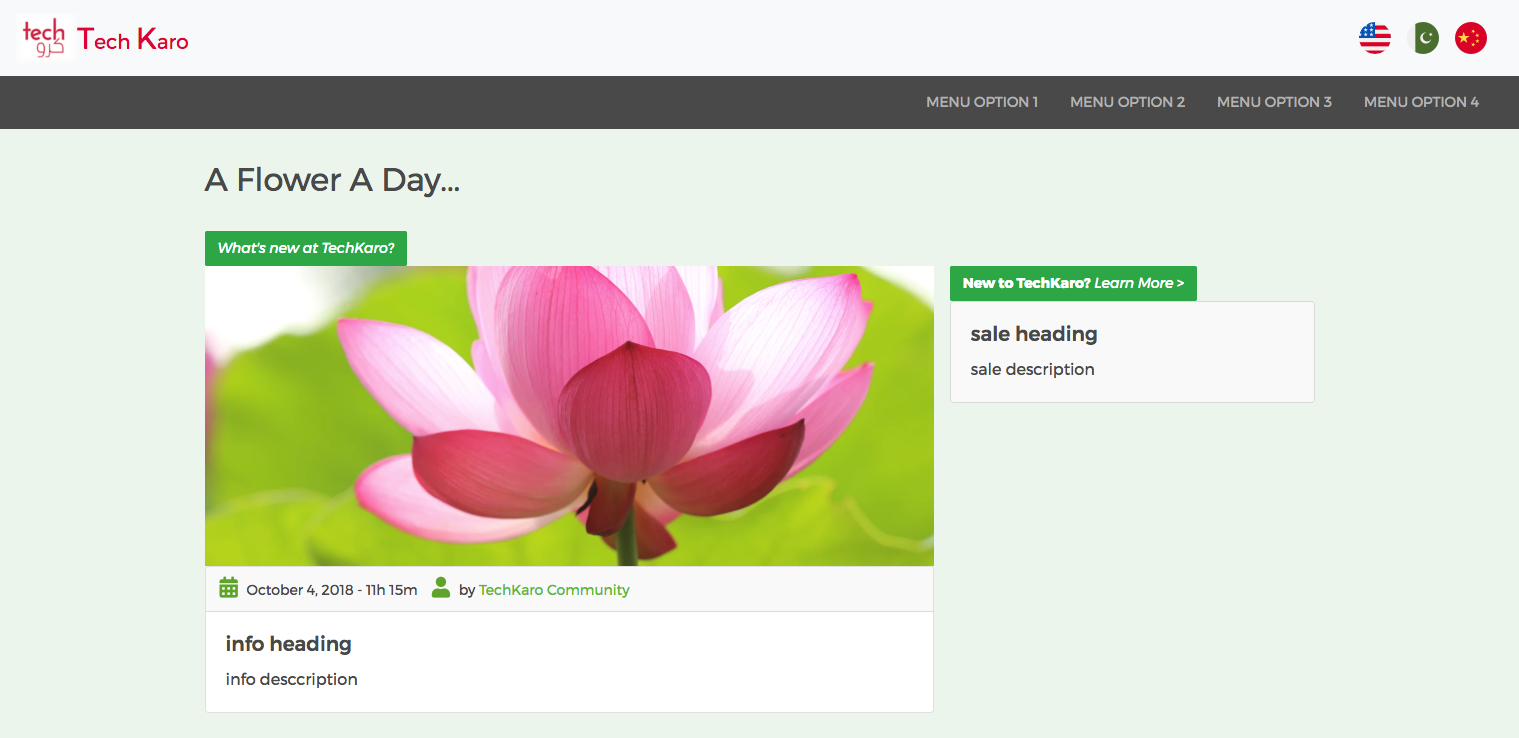 tech
کرو
Tech Karo
MENU OPTION 1 MENU OPTION 2 MENU OPTION 3 MENU OPTION 4
A Flower A Day...
What's new at TechKaro?
New to TechKaro? Learn More >
sale heading
sale description
October 4, 2018 - 11h 15m by TechKaro Community
info heading
info desccription